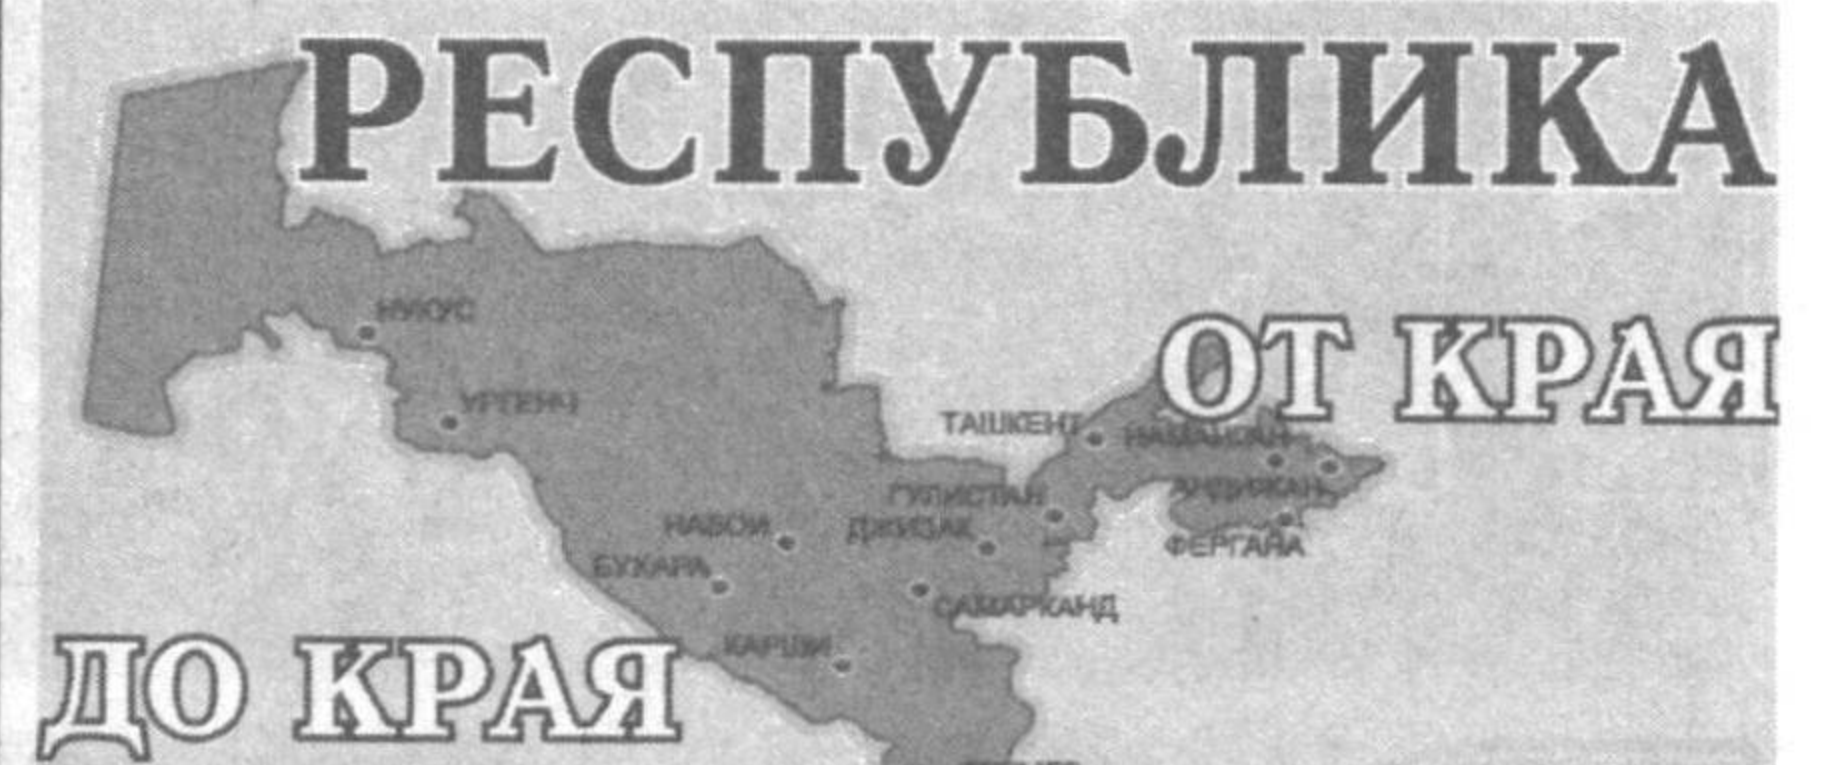 РЕСПУБЛИКА
ОТ КРАЯ
ДО КРАЯ
НУКУС
УРГЕНЧ
ТАШКЕНТ
НАМАНГАН
АНДИЖАН
ГУЛИСТАН
НАВОИ
ДЖИЗАК
ФЕРГАНА
БУХАРА
САМАРКАНД
КАРШИ